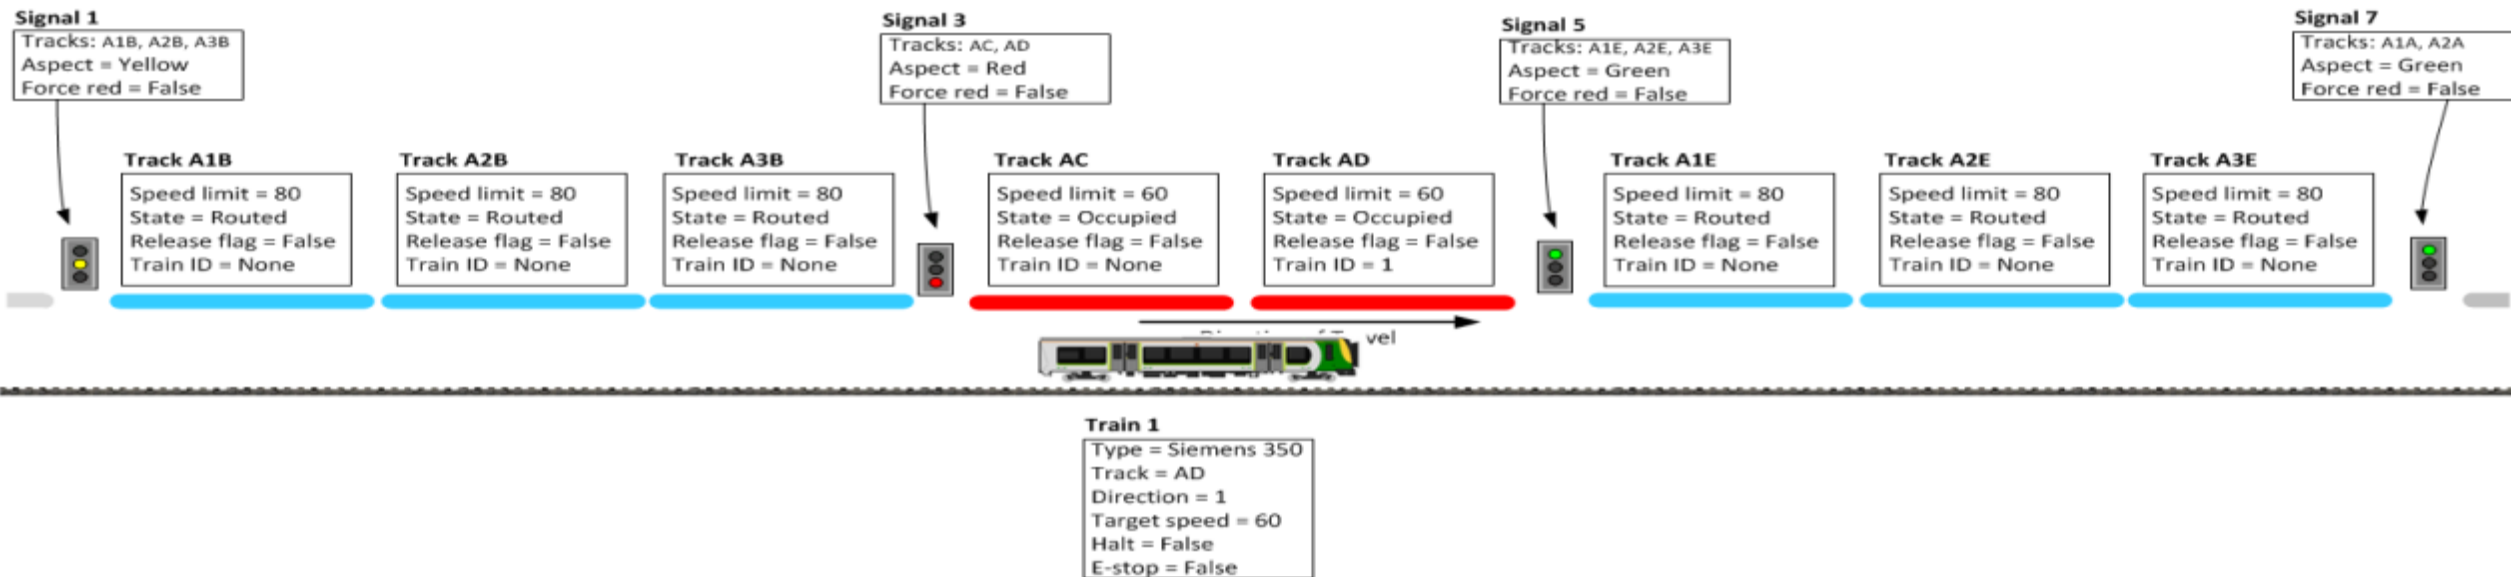 Signal 1
Tracks: A1B, A2B, A3B
Aspect = Yellow
Force red = False
Signal 3
Tracks: AC, AD
Aspect = Red
Force red = False
Signal 5
Tracks: A1E, A2E, A3E
Aspect = Green
Force red = False
Signal 7
Tracks: A1A, A2A
Aspect = Green
Force red = False
Track A1B
Speed limit = 80
State = Routed
Release flag = False
Train ID = None
Track A2B
Speed limit = 80
State = Routed
Release flag = False
Train ID = None
Track A3B
Speed limit = 80
State = Routed
Release flag = False
Train ID = None
Track AC
Speed limit = 60
State = Occupied
Release flag = False
Train ID = None
Track AD
Speed limit = 60
State = Occupied
Release flag = False
Train ID = 1
Track A1E
Speed limit = 80
State = Routed
Release flag = False
Train ID = None
Track A2E
Speed limit = 80
State = Routed
Release flag = False
Train ID = None
Track A3E
Speed limit = 80
State = Routed
Release flag = False
Train ID = None
vel
Train 1
Type = Siemens 350
Track = AD
Direction = 1
Target speed = 60
Halt = False
E-stop = False